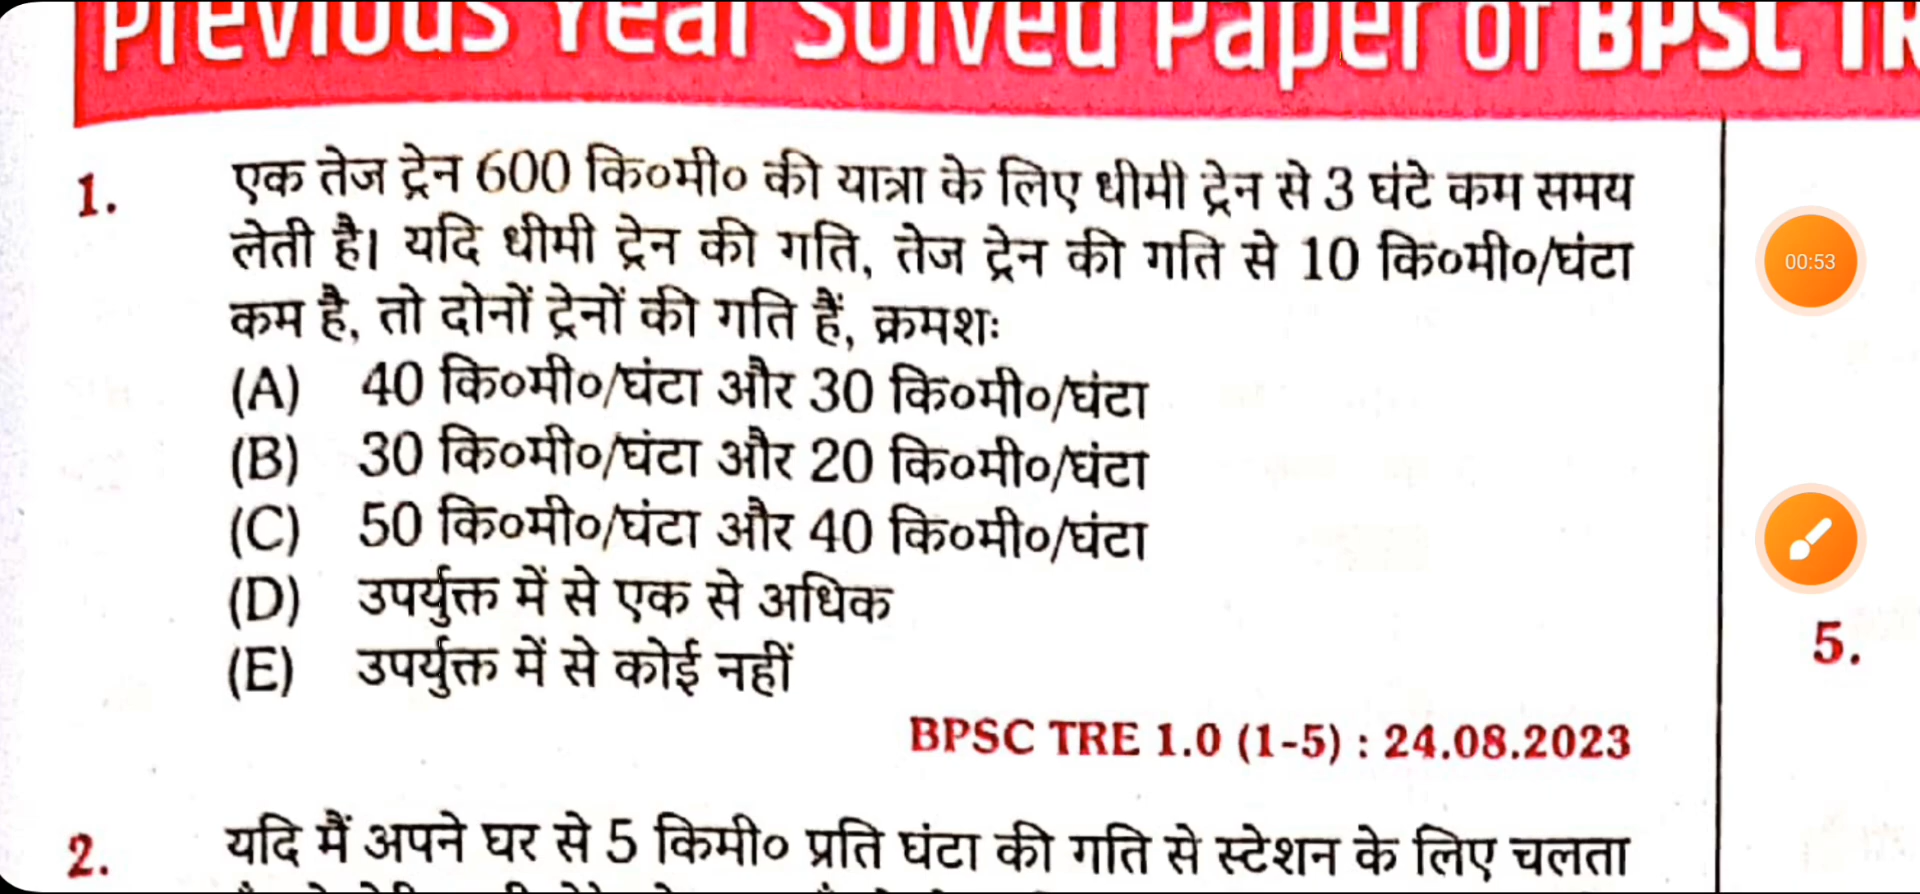 Previous Year Solved Paper of BPSC TR
1. एक तेज ट्रेन 600 कि०मी० की यात्रा के लिए धीमी ट्रेन से 3 घंटे कम समय
लेती है। यदि धीमी ट्रेन की गति, तेज ट्रेन की गति से 10 कि०मी०/घंटा
कम है, तो दोनों ट्रेनों की गति हैं, क्रमशः
(A) 40 कि०मी०/घंटा और 30 कि०मी०/घंटा
(B) 30 कि०मी०/घंटा और 20 कि०मी०/घंटा
(C) 50 कि०मी०/घंटा और 40 कि०मी०/घंटा
(D) उपर्युक्त में से एक से अधिक
(E) उपर्युक्त में से कोई नहीं
BPSC TRE 1.0 (1-5) : 24.08.2023
2. यदि मैं अपने घर से 5 किमी० प्रति घंटा की गति से स्टेशन के लिए चलता
00:53
5.